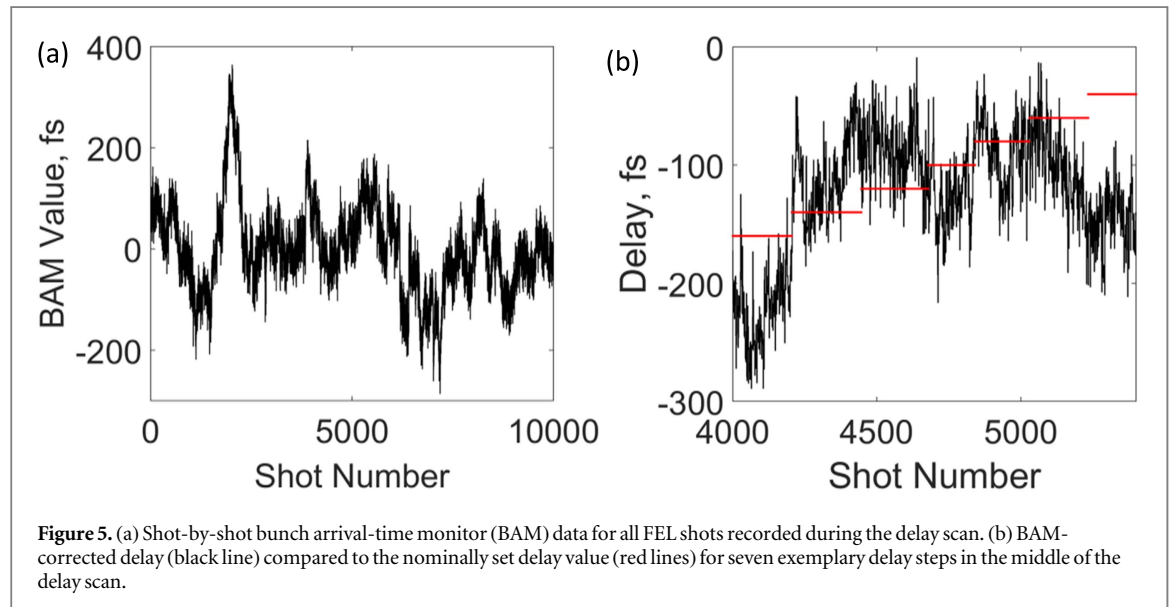 (a)
400
200
0
-200
BAM Value, fs
0
5000
10000
Shot Number
(b)
0
-100
-200
-300
Delay, fs
4000
4500
5000
Shot Number
Figure 5. (a) Shot-by-shot bunch arrival-time monitor (BAM) data for all FEL shots recorded during the delay scan. (b) BAM-
corrected delay (black line) compared to the nominally set delay value (red lines) for seven exemplary delay steps in the middle of the
delay scan.